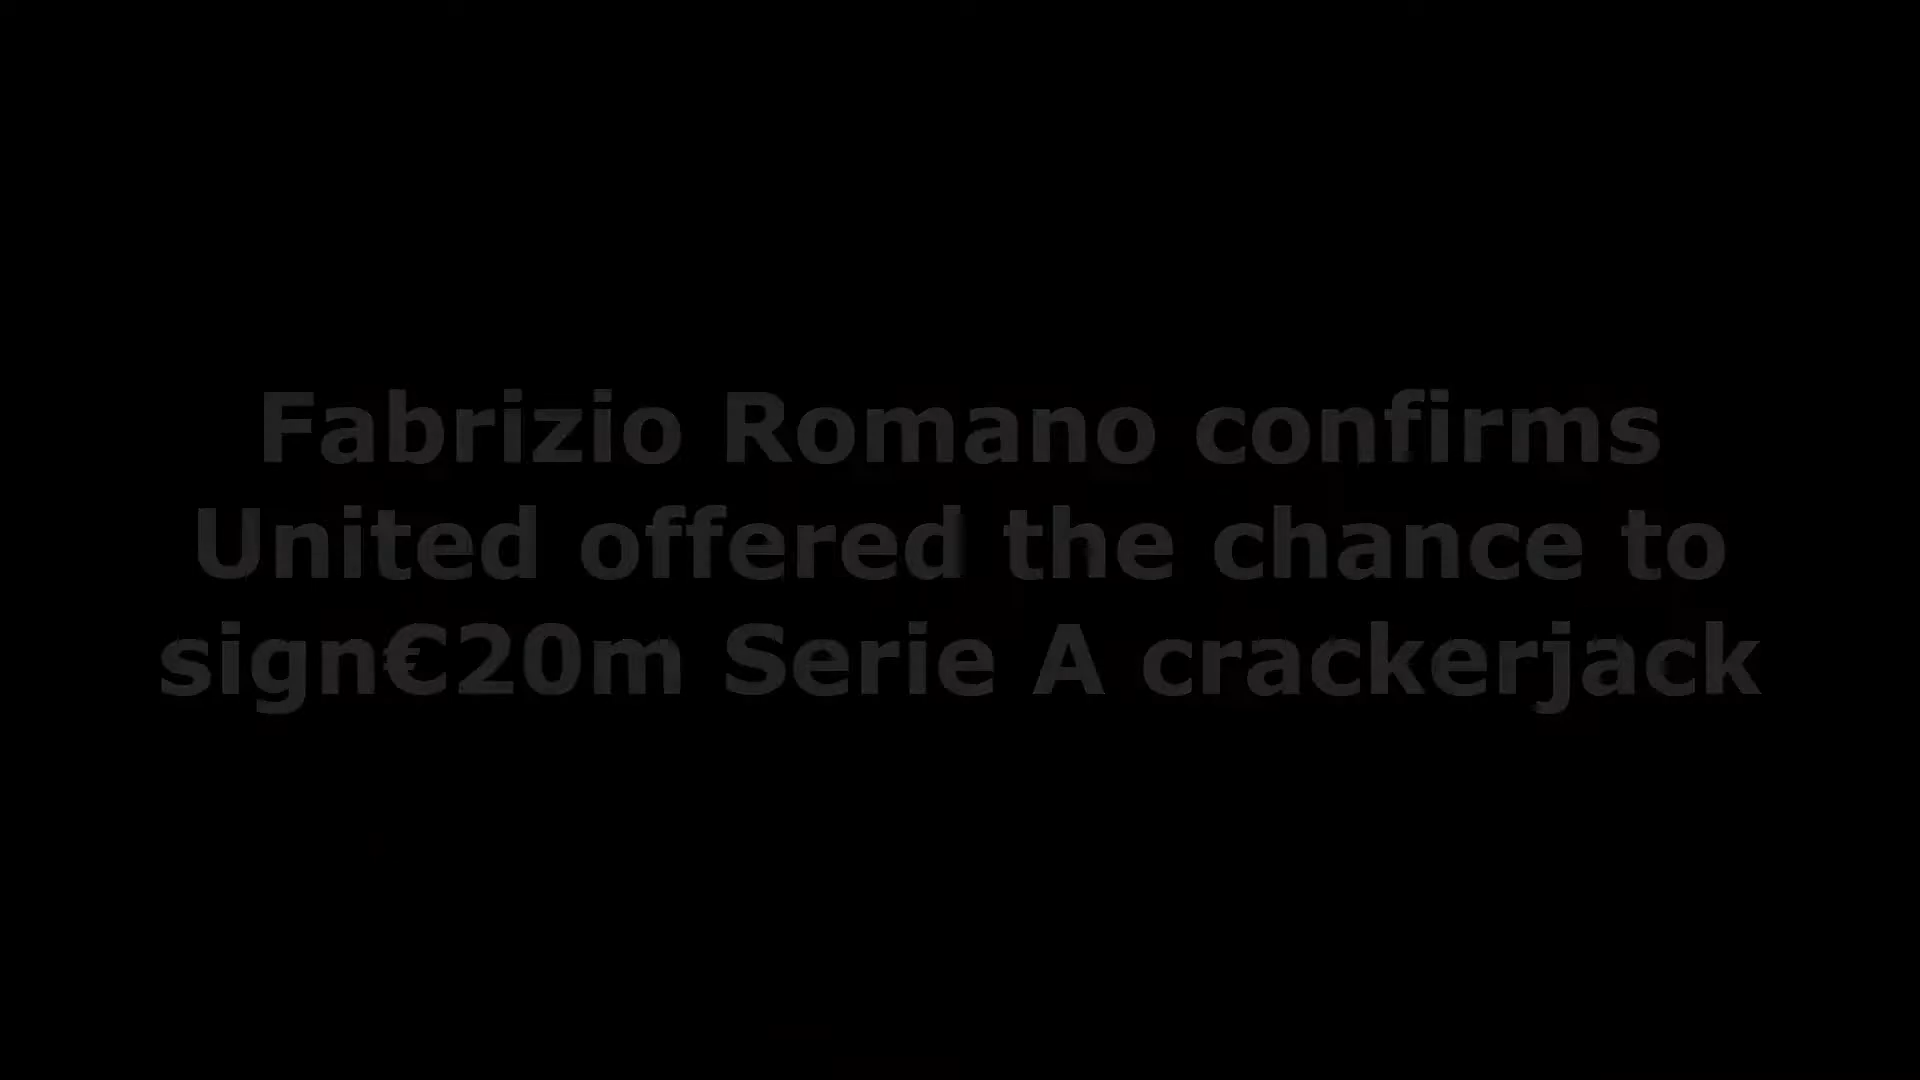 Fabrizio Romano confirms
United offered the chance to
sign€20m Serie A crackerjack